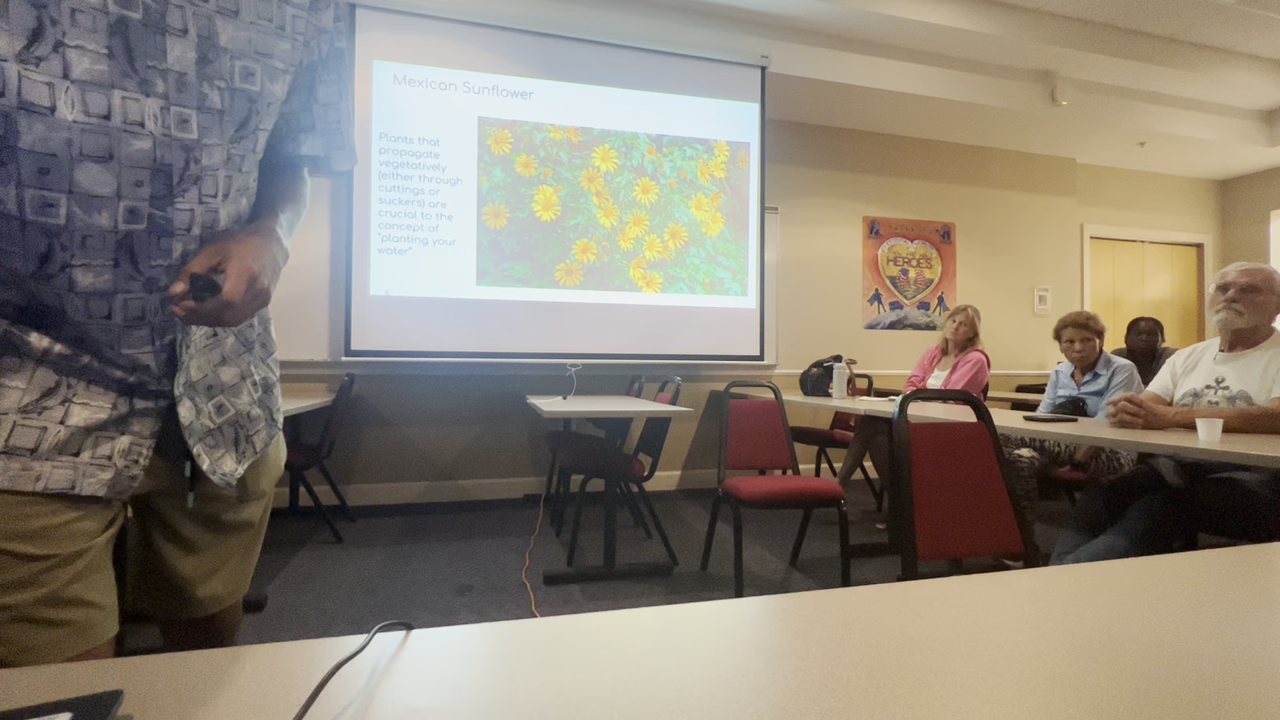 Mexican Sunflower
Plants that
propagate
vegetatively
(either through
cuttings or
suckers) are
crucial to the
concept of
"planting your
water".
HEROES